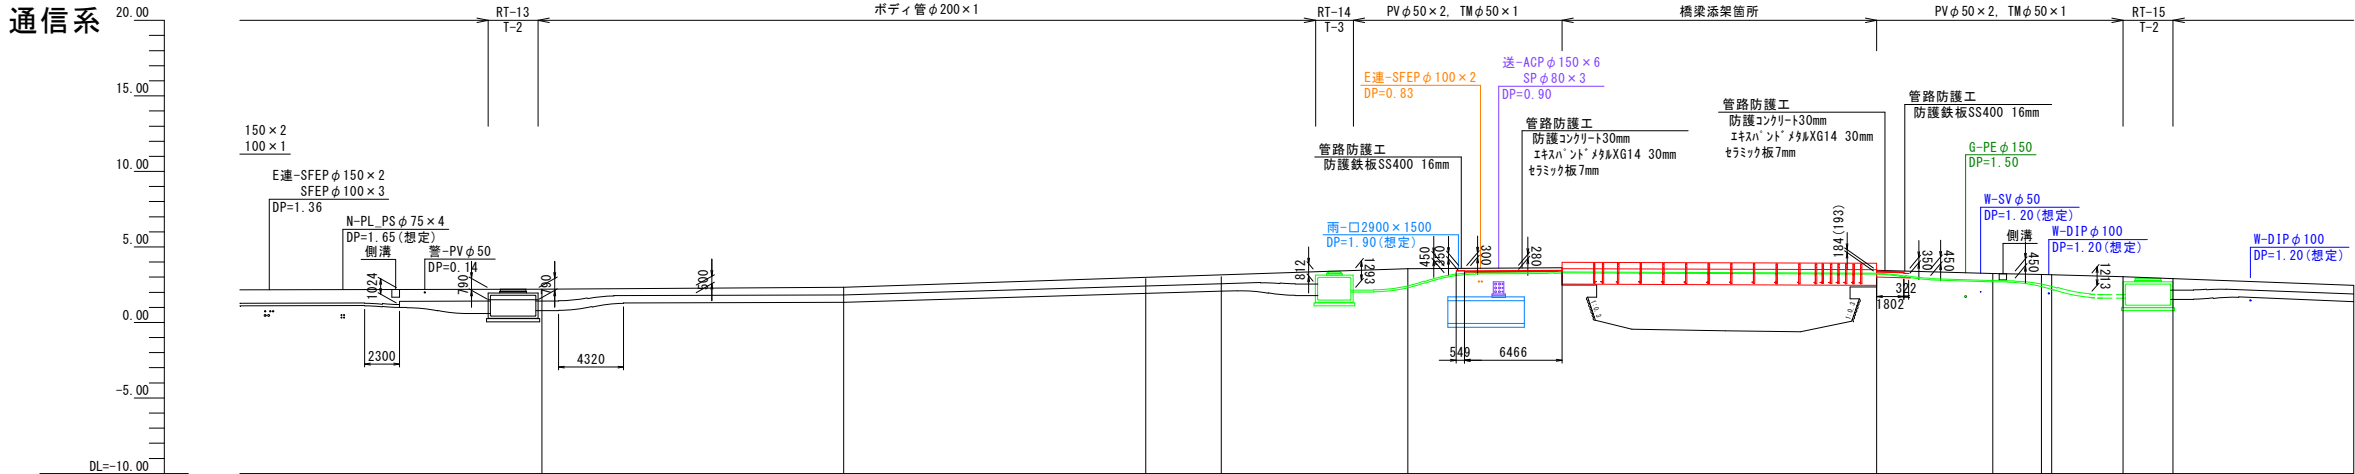 通信系
20.00
15.00
10.00
5.00
0.00
-5.00
DL=-10.00
RT-13
T-2
ボディ管φ200×1
RT-14
T-3
PVφ50×2, TMφ50×1
橋梁添架箇所
PVφ50×2, TMφ50×1
RT-15
T-2
150×2
100×1
E連-SFEPφ150×2
SFEPφ100×3
DP=1.36
N-PL_PSφ75×4
DP=1.65(想定)
側溝
警-PVφ50
DP=0.14
1024
790
690
600
2300
4320
812
1293
E連-SFEPφ100×2
DP=0.83
送-ACPφ150×6
SPφ80×3
DP=0.90
管路防護工
防護鉄板SS400 16mm
管路防護工
防護コンクリート30mm
エキスパンドメタルXG14 30mm
セラミック板7mm
雨-口2900×1500
DP=1.90(想定)
450
350
300
280
549
6466
管路防護工
防護コンクリート30mm
エキスパンドメタルXG14 30mm
セラミック板7mm
管路防護工
防護鉄板SS400 16mm
184(193)
350
450
322
1802
G-PEφ150
DP=1.50
W-SVφ50
DP=1.20(想定)
側溝
450
W-DIPφ100
DP=1.20(想定)
1213
W-DIPφ100
DP=1.20(想定)